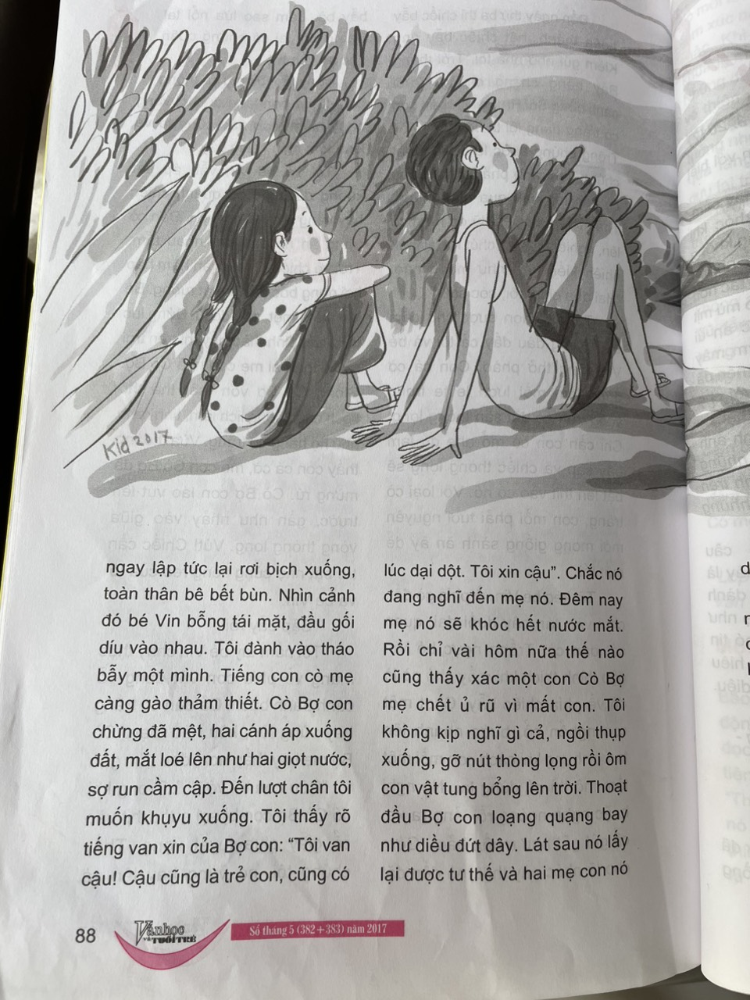 Kid 2017
ngay lập tức lại rơi bịch xuống,
toàn thân bê bết bùn. Nhìn cảnh
đó bé Vin bỗng tái mặt, đầu gối
díu vào nhau. Tôi đành vào tháo
bẫy một mình. Tiếng con cò mẹ
càng gào thảm thiết. Cò Bợ con
chừng đã mệt, hai cánh áp xuống
đất, mắt loé lên như hai giọt nước,
sợ run cầm cập. Đến lượt chân tôi
muốn khụyu xuống. Tôi thấy rõ
tiếng van xin của Bợ con: “Tôi van
cậu! Cậu cũng là trẻ con, cũng có
lúc dại dột. Tôi xin cậu”. Chắc nó
đang nghĩ đến mẹ nó. Đêm nay
mẹ nó sẽ khóc hết nước mắt.
Rồi chỉ vài hôm nữa thế nào
cũng thấy xác một con Cò Bợ
mẹ chết ủ rũ vì mất con. Tôi
không kịp nghĩ gì cả, ngồi thụp
xuống, gỡ nút thòng lọng rồi ôm
con vật tung bổng lên trời. Thoạt
đầu Bợ con loạng quạng bay
như diều đứt dây. Lát sau nó lấy
lại được tư thế và hai mẹ con nó
88
Văn học
và TUỔI TRẺ
Số tháng 5 (382+383) năm 2017